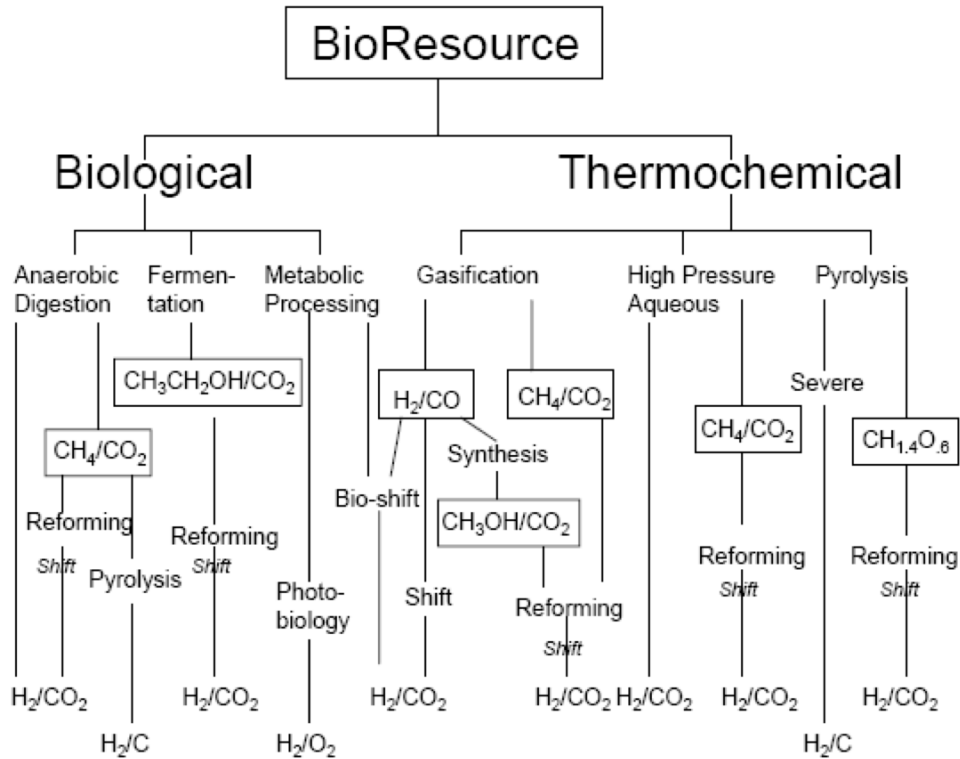 BioResource
Biological
Thermochemical
Anaerobic
Digestion
Fermen-
tation
Metabolic
Processing
Gasification
High Pressure
Aqueous
Pyrolysis
CH₃CH₂OH/CO₂
H₂/CO
CH₄/CO₂
Severe
CH₄/CO₂
CH₁.₄O.₆
CH₄/CO₂
Synthesis
Bio-shift
CH₃OH/CO₂
Reforming
Shift
Pyrolysis
Reforming
Shift
Photo-
biology
Shift
Reforming
Shift
Reforming
Shift
Reforming
Shift
H₂/CO₂
H₂/CO₂
H₂/CO₂
H₂/CO₂
H₂/CO₂
H₂/CO₂
H₂/CO₂
H₂/C
H₂/O₂
H₂/C